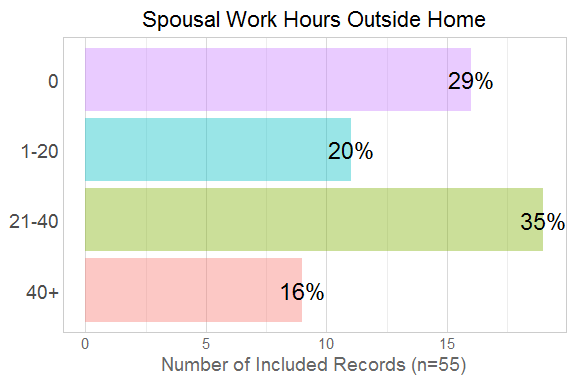 Spousal Work Hours Outside Home
0
29%
1-20
20%
21-40
35%
40+
16%
0 5 10 15
Number of Included Records (n=55)